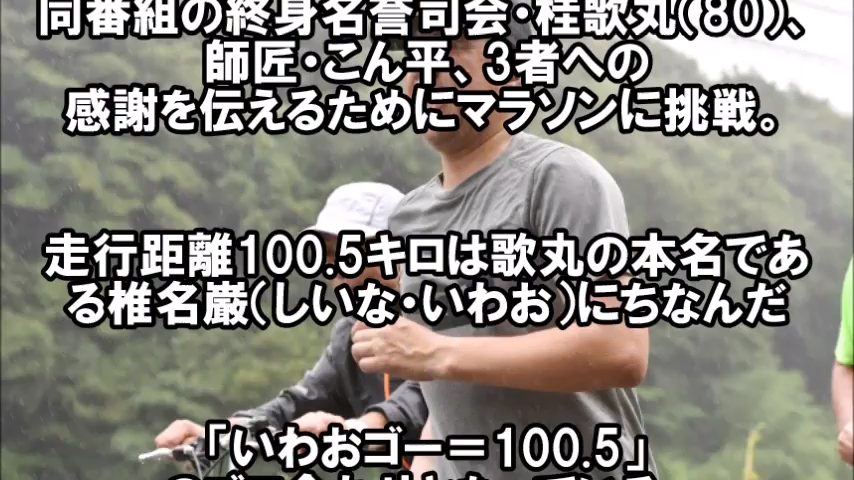 同番組の終身名誉司会・桂歌丸(80)、
師匠・こん平、3者への
感謝を伝えるためにマラソンに挑戦。
走行距離100.5キロは歌丸の本名であ
る椎名巌(しいな・いわお)にちなんだ
「いわおゴー＝100.5」